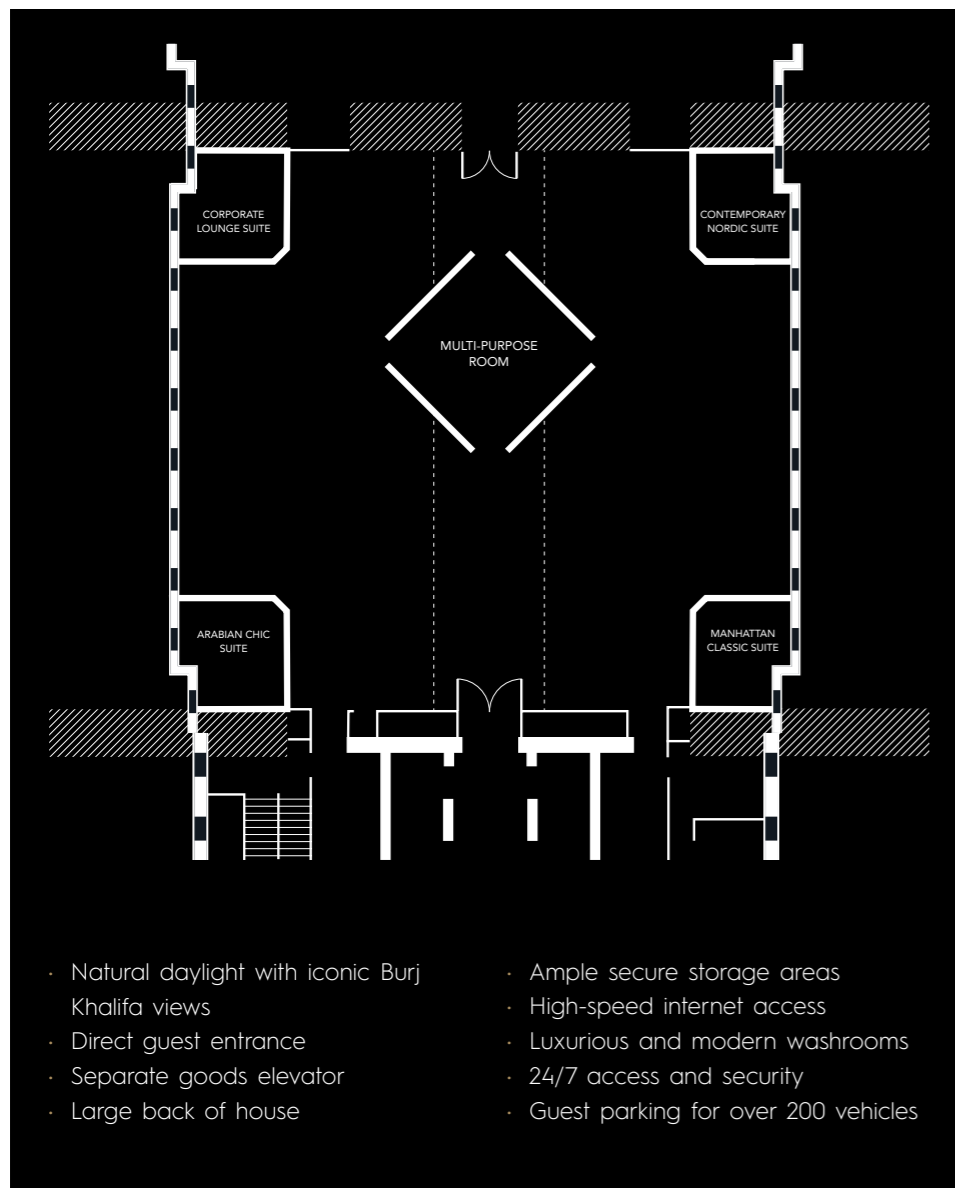 CORPORATE
LOUNGE SUITE
CONTEMPORARY
NORDIC SUITE
MULTI-PURPOSE
ROOM
ARABIAN CHIC
SUITE
MANHATTAN
CLASSIC SUITE
· Natural daylight with iconic Burj
Khalifa views
· Direct guest entrance
· Separate goods elevator
· Large back of house
· Ample secure storage areas
· High-speed internet access
· Luxurious and modern washrooms
· 24/7 access and security
· Guest parking for over 200 vehicles